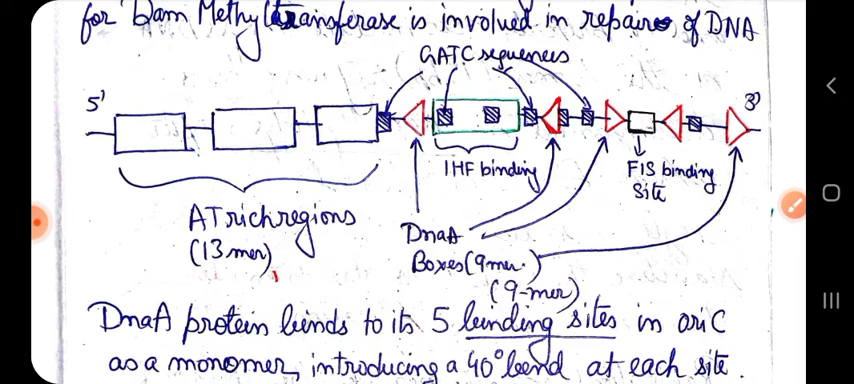 for Dam Methyltransferase is involved in repair of DNA
GATC sequences
5'
3'
IHF binding
FIS binding
Site
AT rich regions
(13 mer)
DnaA
Boxes (9 mer)
(9-mer)
DnaA protein binds to its 5 binding sites in oriC
as a monomer, introducing a 40° bend at each site.